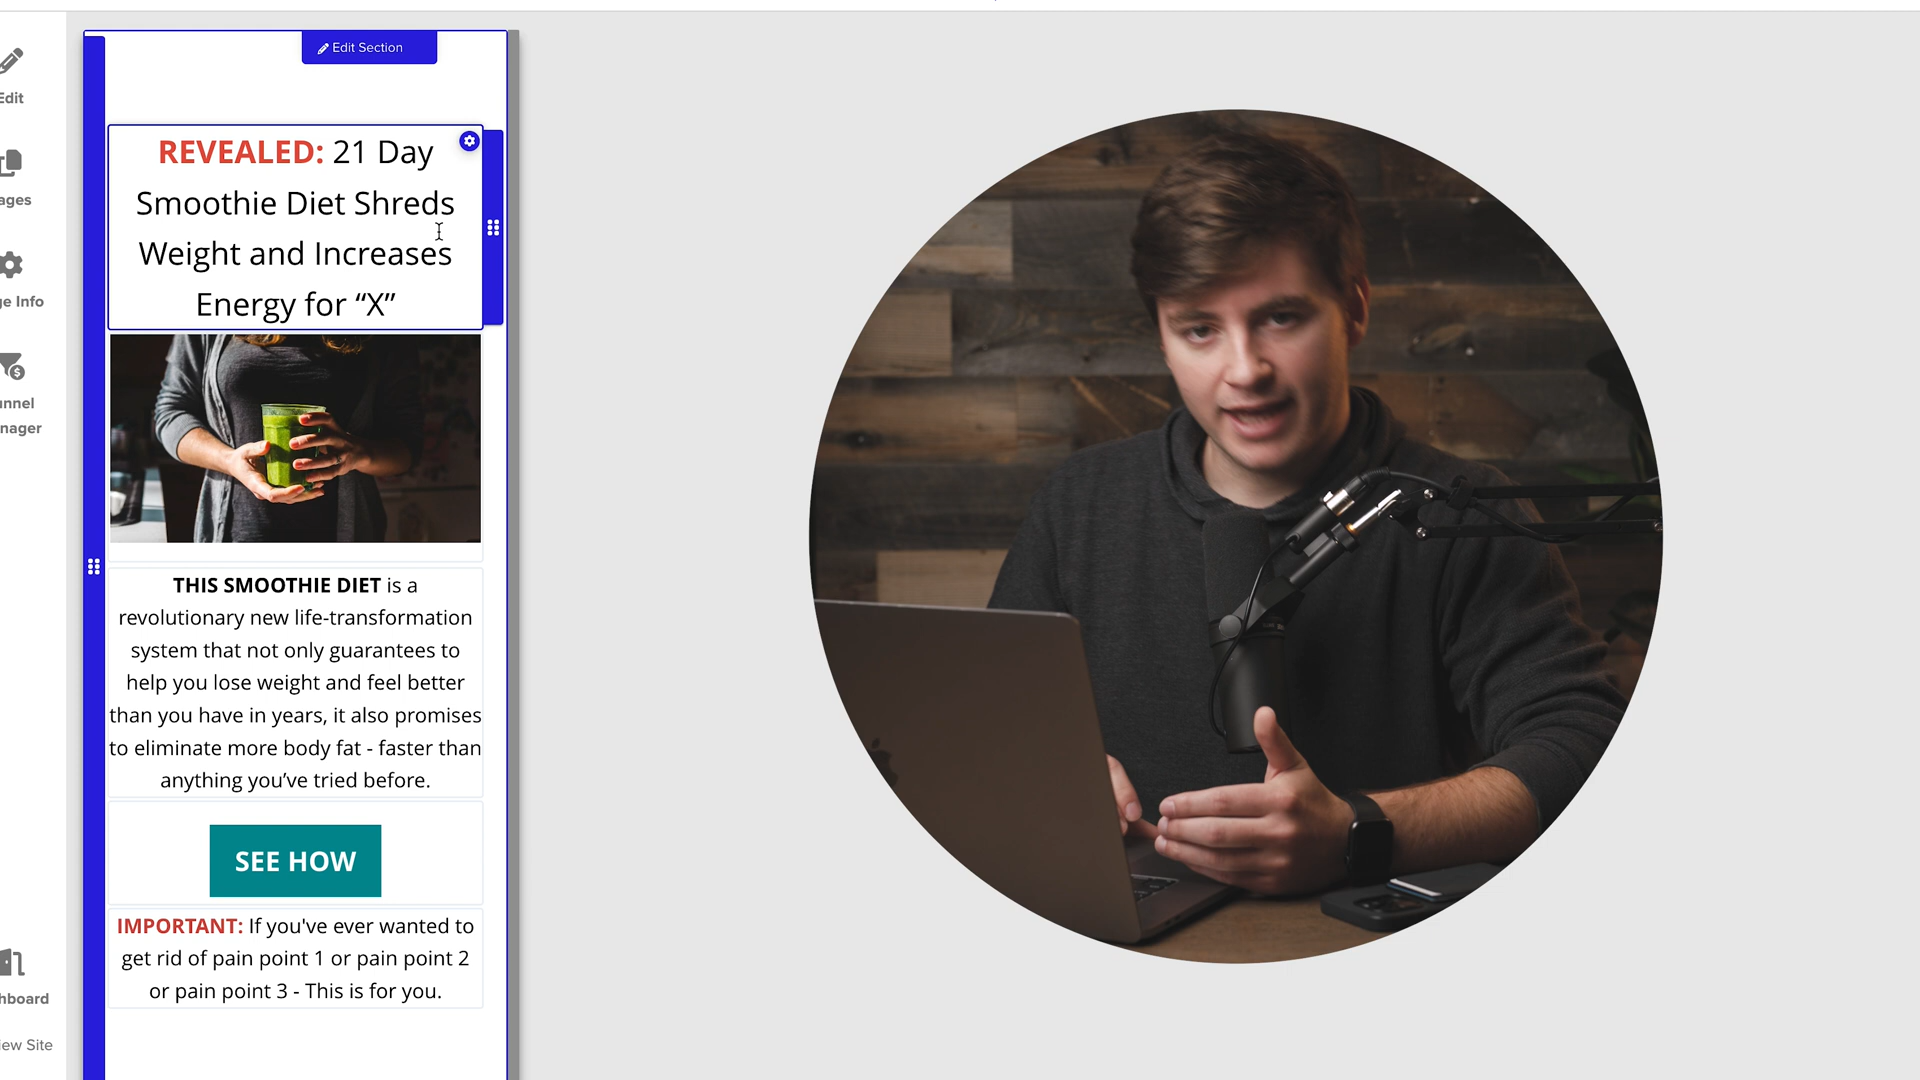 Edit Section
Edit
ages
ge Info
unnel
nager
hboard
iew Site
REVEALED: 21 Day
Smoothie Diet Shreds
Weight and Increases
Energy for “X”
THIS SMOOTHIE DIET is a
revolutionary new life-transformation
system that not only guarantees to
help you lose weight and feel better
than you have in years, it also promises
to eliminate more body fat - faster than
anything you’ve tried before.
SEE HOW
IMPORTANT: If you've ever wanted to
get rid of pain point 1 or pain point 2
or pain point 3 - This is for you.